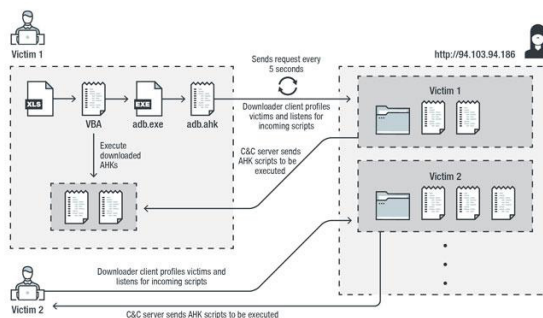 Victim 1
http://94.103.94.186
Sends request every
5 seconds
XLS
VBA
EXE
adb.exe
adb.ahk
Downloader client profiles
victims and listens for
incoming scripts
Victim 1
Execute
downloaded
AHKs
C&C server sends
AHK scripts to be
executed
Victim 2
Downloader client profiles victims and
listens for incoming scripts
Victim 2
C&C server sends AHK scripts to be executed